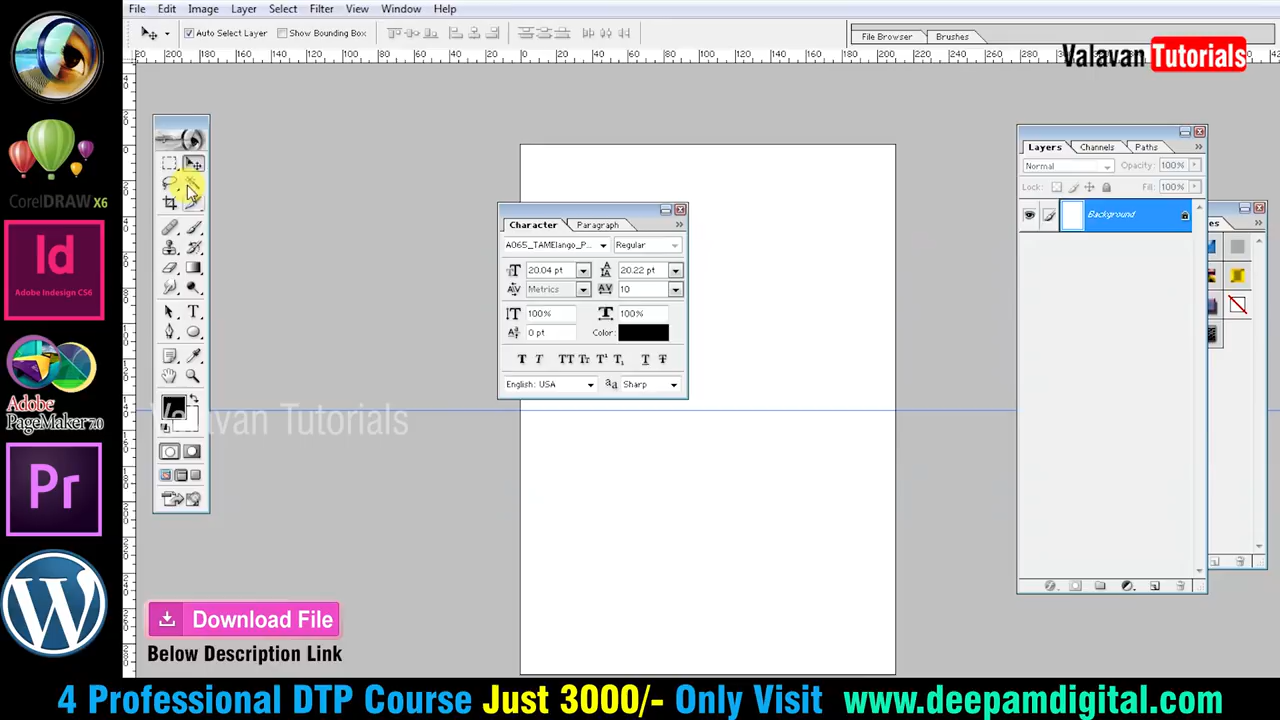 File Edit Image Layer Select Filter View Window Help
Auto Select Layer Show Bounding Box
File Browser Brushes
Valavan Tutorials
CorelDRAW X6
Id
Adobe Indesign CS6
Adobe
PageMaker 7.0
Pr
Character Paragraph
A065_TAMElango_P... Regular
20.04 pt 20.22 pt
Metrics 10
100% 100%
0 pt Color:
English: USA Sharp
Layers Channels Paths
Normal Opacity: 100%
Lock: Fill: 100%
Background
Valavan Tutorials
Download File
Below Description Link
4 Professional DTP Course Just 3000/- Only Visit www.deepamdigital.com